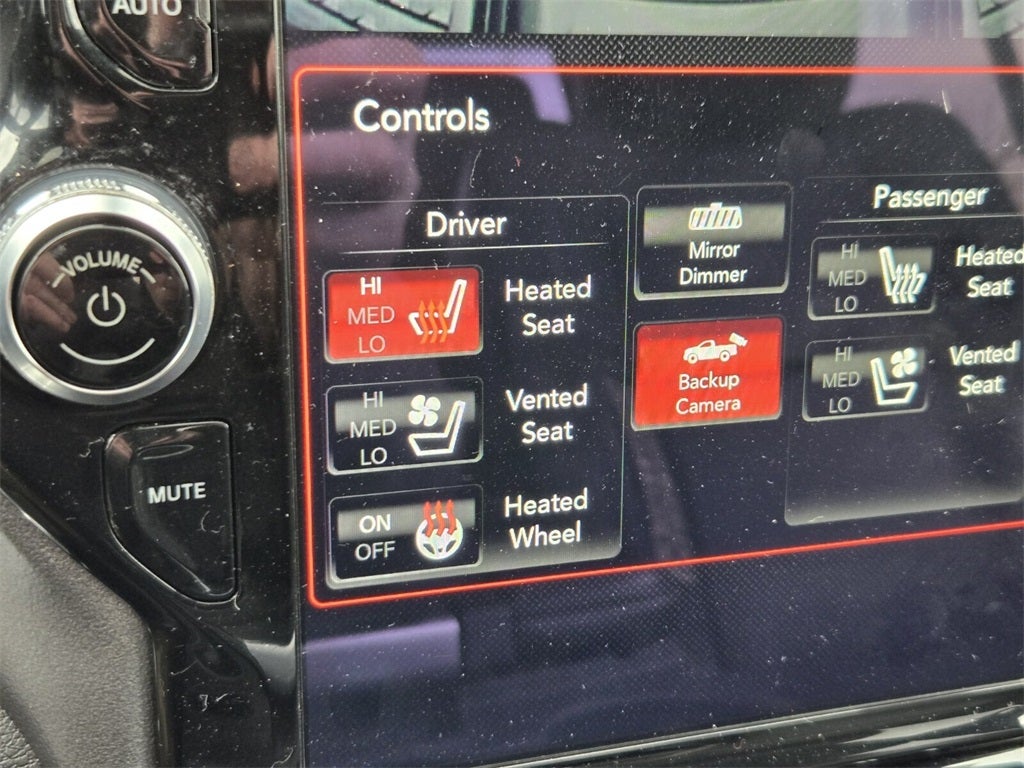 AUTO
VOLUME
MUTE
Controls
Driver
HI
MED
LO
Heated
Seat
HI
MED
LO
Vented
Seat
ON
OFF
Heated
Wheel
Mirror
Dimmer
Backup
Camera
Passenger
HI
MED
LO
Heated
Seat
HI
MED
LO
Vented
Seat